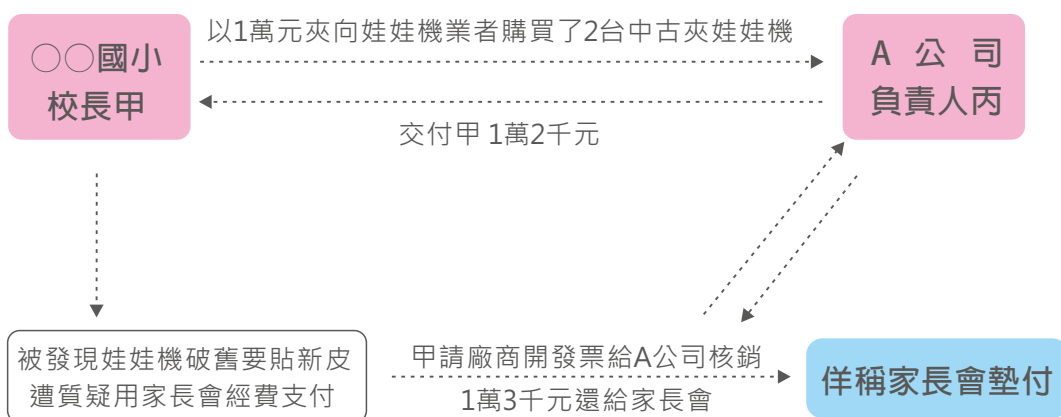 以1萬元夾向娃娃機業者購買了2台中古夾娃娃機
○○國小
校長甲
A公司
負責人丙
交付甲 1萬2千元
被發現娃娃機破舊要貼新皮
遭質疑用家長會經費支付
甲請廠商開發票給A公司核銷
1萬3千元還給家長會
佯稱家長會墊付